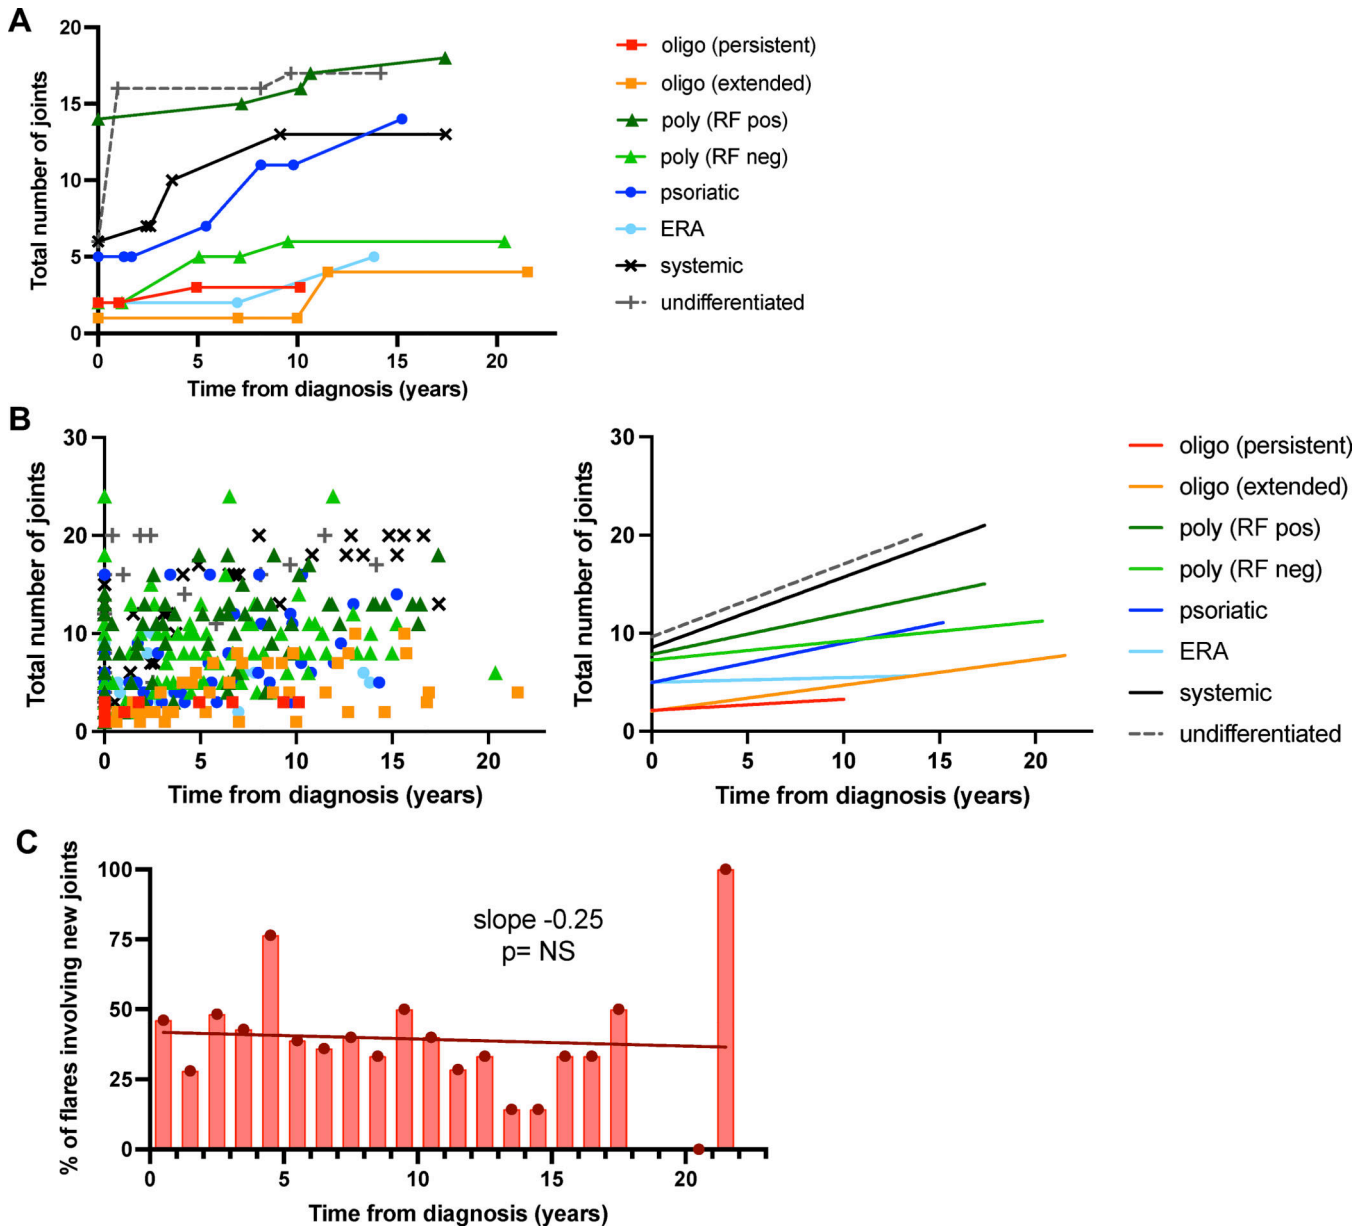 A
Total number of joints
20
15
10
5
0
0 5 10 15 20
Time from diagnosis (years)
oligo (persistent)
oligo (extended)
poly (RF pos)
poly (RF neg)
psoriatic
ERA
systemic
undifferentiated
B
Total number of joints
30
20
10
0
0 5 10 15 20
Time from diagnosis (years)
Total number of joints
30
20
10
0
0 5 10 15 20
Time from diagnosis (years)
oligo (persistent)
oligo (extended)
poly (RF pos)
poly (RF neg)
psoriatic
ERA
systemic
undifferentiated
C
% of flares involving new joints
100
75
50
25
0
slope -0.25
p= NS
0 5 10 15 20
Time from diagnosis (years)